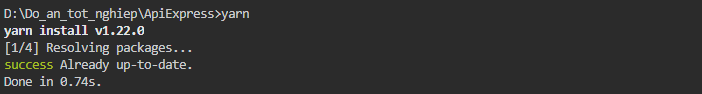 D:\Do_an_tot_nghiep\ApiExpress>yarn
yarn install v1.22.0
[1/4] Resolving packages...
success Already up-to-date.
Done in 0.74s.